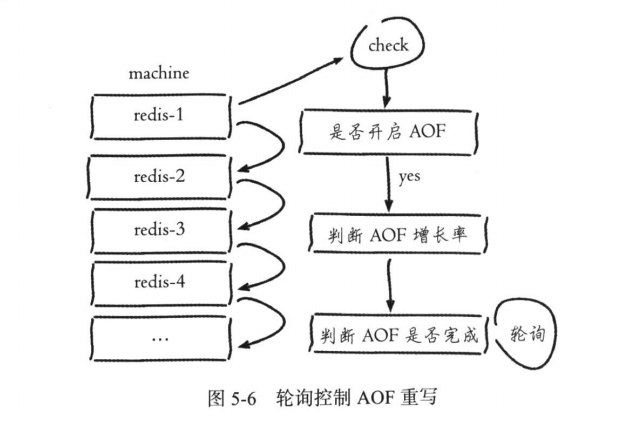 machine
redis-1
redis-2
redis-3
redis-4
…
check
是否开启 AOF
yes
判断 AOF 增长率
判断 AOF 是否完成
轮询
图 5-6 轮询控制 AOF 重写